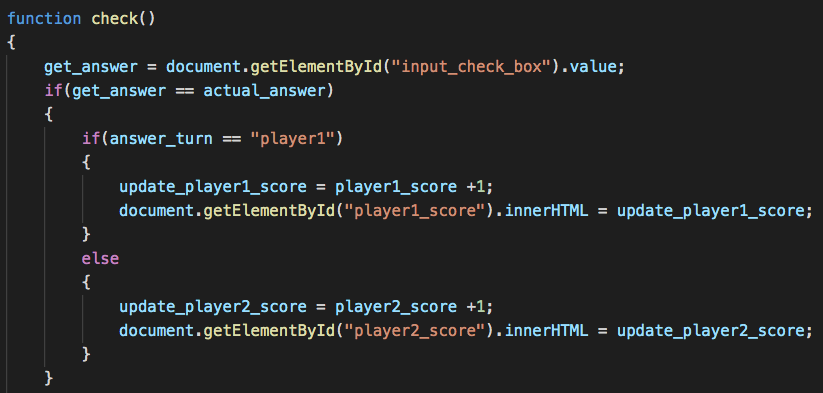 function check()
{
    get_answer = document.getElementById("input_check_box").value;
    if(get_answer == actual_answer)
    {
        if(answer_turn == "player1")
        {
            update_player1_score = player1_score +1;
            document.getElementById("player1_score").innerHTML = update_player1_score;
        }
        else
        {
            update_player2_score = player2_score +1;
            document.getElementById("player2_score").innerHTML = update_player2_score;
        }
    }